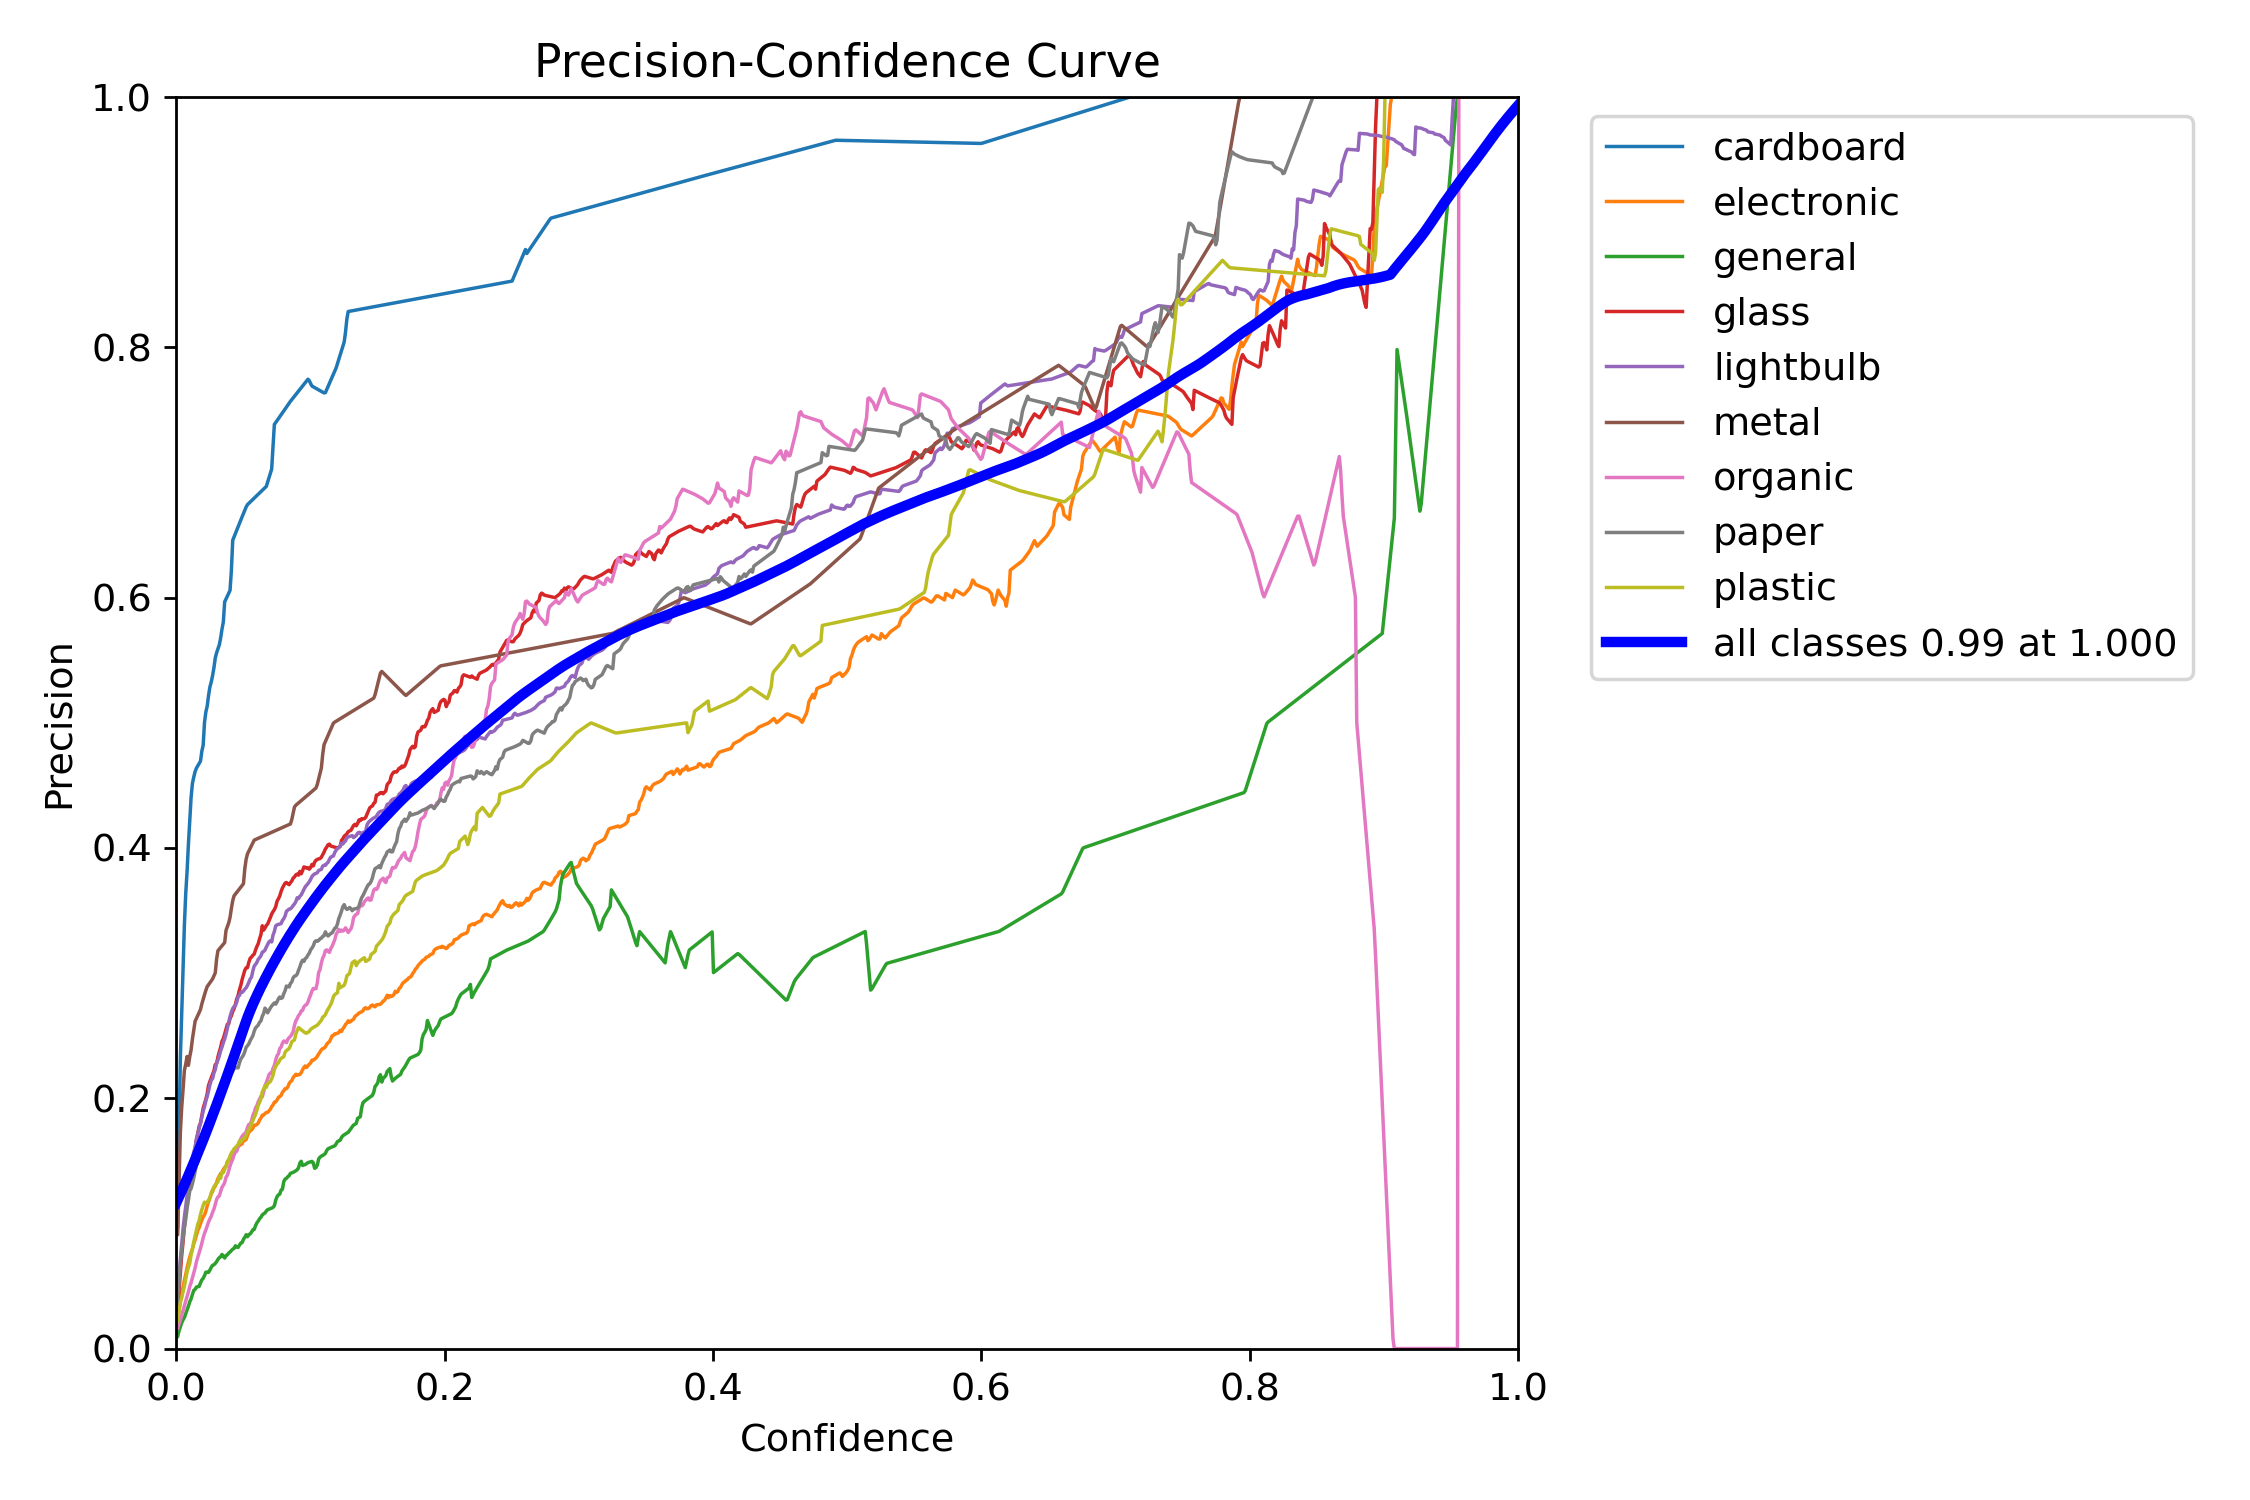 Precision-Confidence Curve
1.0
0.8
0.6
0.4
0.2
0.0
Precision
0.0 0.2 0.4 0.6 0.8 1.0
Confidence
cardboard
electronic
general
glass
lightbulb
metal
organic
paper
plastic
all classes 0.99 at 1.000